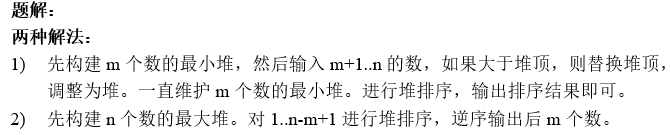 题解：
两种解法：
1) 先构建 m 个数的最小堆，然后输入 m+1..n 的数，如果大于堆顶，则替换堆顶，
调整为堆。一直维护 m 个数的最小堆。进行堆排序，输出排序结果即可。
2) 先构建 n 个数的最大堆。对 1..n-m+1 进行堆排序，逆序输出后 m 个数。